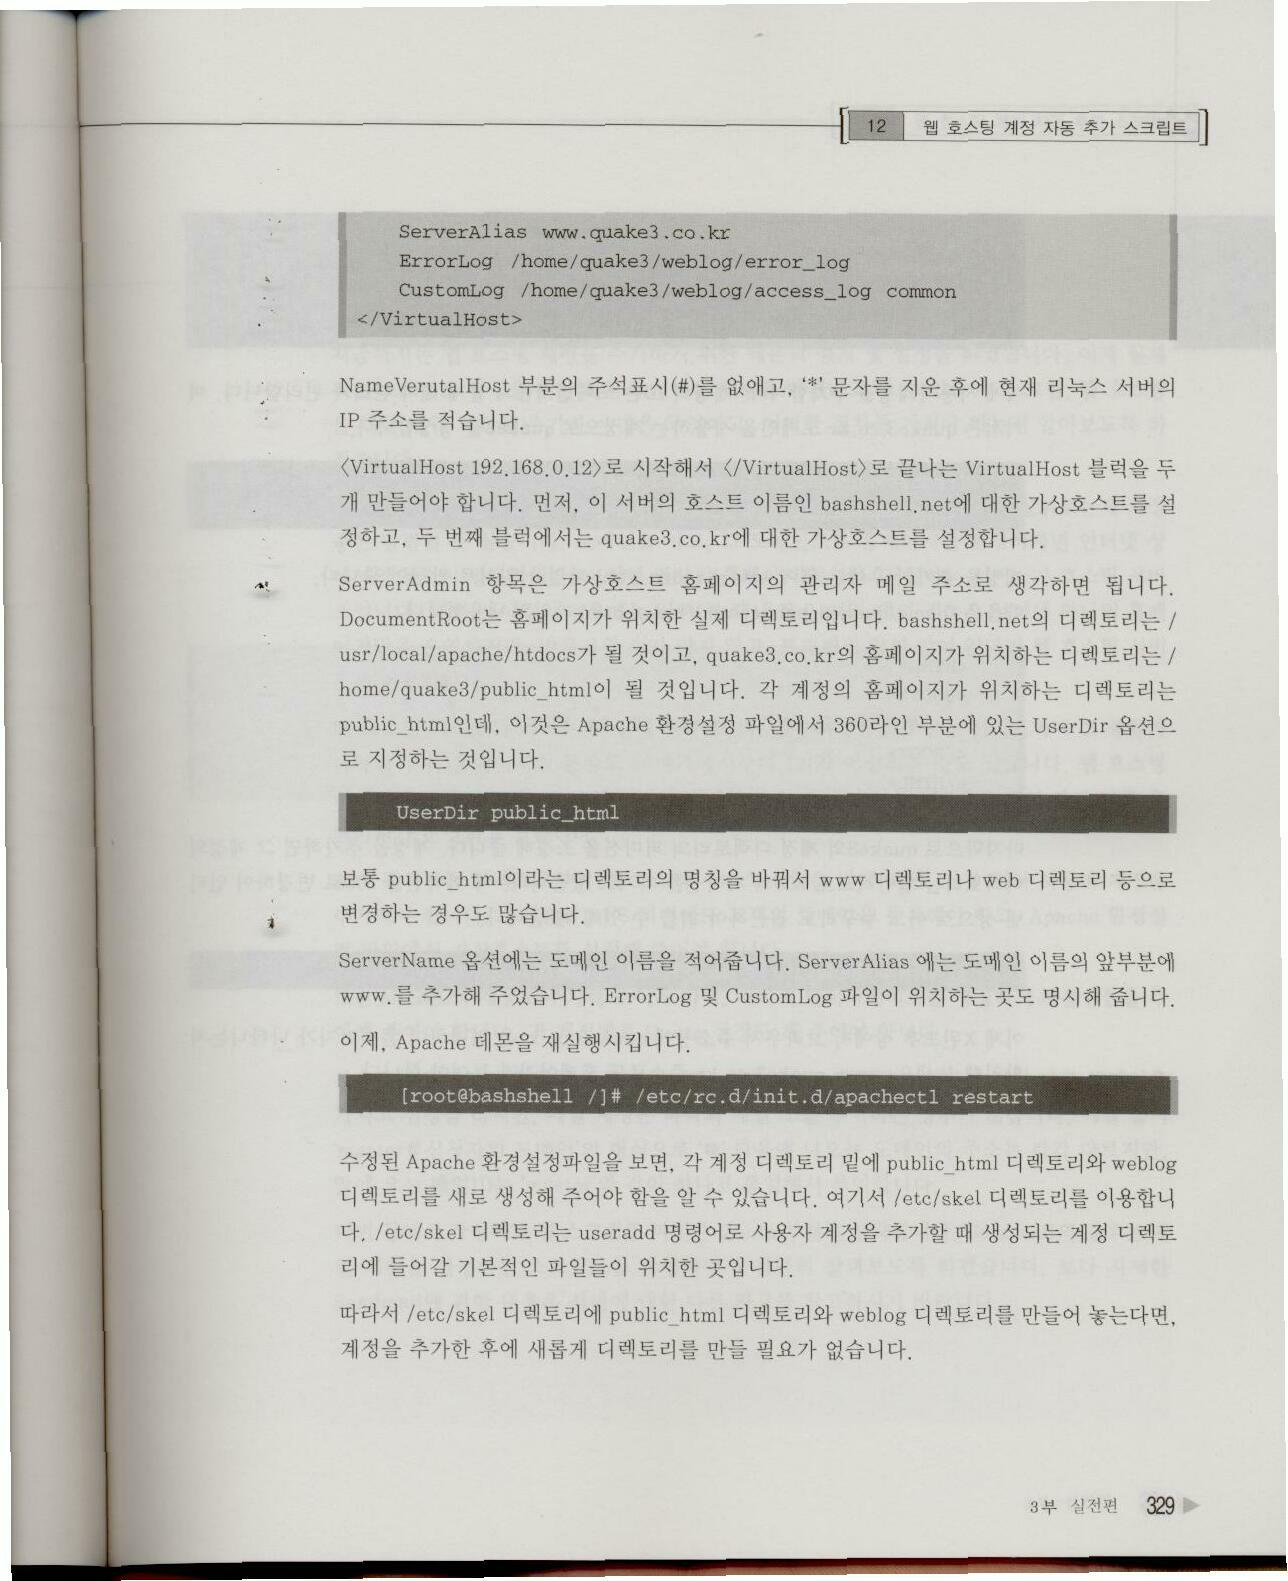 12 웹 호스팅 계정 자동 추가 스크립트
ServerAlias www.quake3.co.kr
ErrorLog /home/quake3/weblog/error_log
CustomLog /home/quake3/weblog/access_log common
</VirtualHost>
NameVerutalHost 부분의 주석표시(#)를 없애고, ‘*’ 문자를 지운 후에 현재 리눅스 서버의
IP 주소를 적습니다.
〈VirtualHost 192.168.0.12〉로 시작해서 〈/VirtualHost〉로 끝나는 VirtualHost 블럭을 두
개 만들어야 합니다. 먼저, 이 서버의 호스트 이름인 bashshell.net에 대한 가상호스트를 설
정하고, 두 번째 블럭에서는 quake3.co.kr에 대한 가상호스트를 설정합니다.
ServerAdmin 항목은 가상호스트 홈페이지의 관리자 메일 주소로 생각하면 됩니다.
DocumentRoot는 홈페이지가 위치한 실제 디렉토리입니다. bashshell.net의 디렉토리는 /
usr/local/apache/htdocs가 될 것이고, quake3.co.kr의 홈페이지가 위치하는 디렉토리는 /
home/quake3/public_html이 될 것입니다. 각 계정의 홈페이지가 위치하는 디렉토리는
public_html인데, 이것은 Apache 환경설정 파일에서 360라인 부분에 있는 UserDir 옵션으
로 지정하는 것입니다.
UserDir public_html
보통 public_html이라는 디렉토리의 명칭을 바꿔서 www 디렉토리나 web 디렉토리 등으로
변경하는 경우도 많습니다.
ServerName 옵션에는 도메인 이름을 적어줍니다. ServerAlias 에는 도메인 이름의 앞부분에
www.를 추가해 주었습니다. ErrorLog 및 CustomLog 파일이 위치하는 곳도 명시해 줍니다.
이제, Apache 데몬을 재실행시킵니다.
[root@bashshell /]# /etc/rc.d/init.d/apachectl restart
수정된 Apache 환경설정파일을 보면, 각 계정 디렉토리 밑에 public_html 디렉토리와 weblog
디렉토리를 새로 생성해 주어야 함을 알 수 있습니다. 여기서 /etc/skel 디렉토리를 이용합니
다. /etc/skel 디렉토리는 useradd 명령어로 사용자 계정을 추가할 때 생성되는 계정 디렉토
리에 들어갈 기본적인 파일들이 위치한 곳입니다.
따라서 /etc/skel 디렉토리에 public_html 디렉토리와 weblog 디렉토리를 만들어 놓는다면,
계정을 추가한 후에 새롭게 디렉토리를 만들 필요가 없습니다.
3부 실전편 329